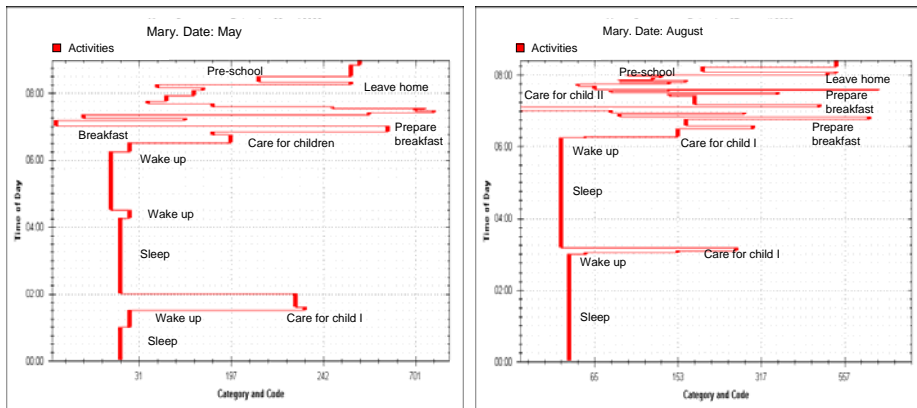 Mary. Date: May
Activities
Pre-school
Leave home
08:00
Breakfast
Care for children
Prepare
breakfast
06:00
Wake up
Wake up
04:00
Sleep
02:00
Wake up
Care for child I
Sleep
00:00
31
197
242
701
Time of Day
Category and Code
Mary. Date: August
Activities
08:00
Pre-school
Leave home
Care for child II
Prepare
breakfast
Prepare
breakfast
06:00
Wake up
Care for child I
Sleep
04:00
Wake up
Care for child I
02:00
Sleep
00:00
65
153
317
557
Time of Day
Category and Code